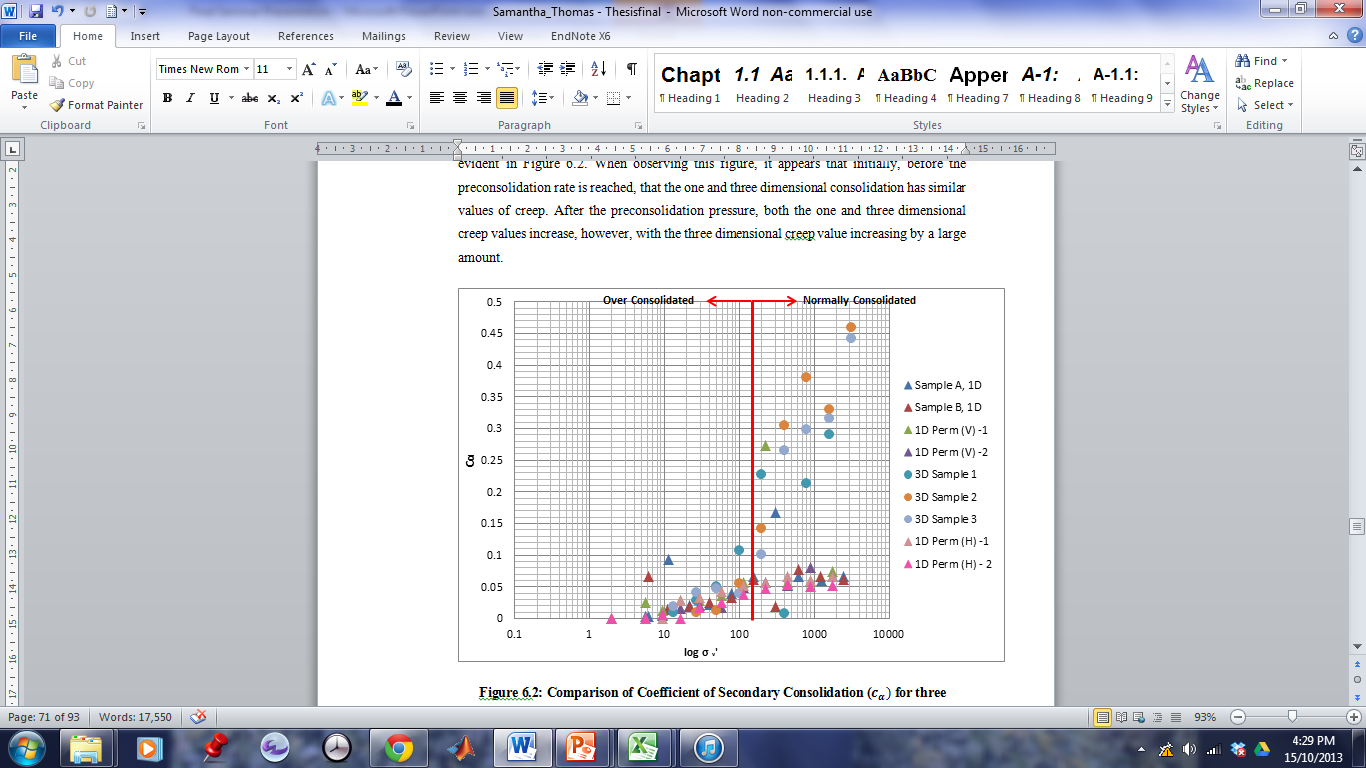 Samantha_Thomas - Thesisfinal - Microsoft Word non-commercial use
File Home Insert Page Layout References Mailings Review View EndNote X6
Paste
Cut
Copy
Format Painter
Clipboard
Times New Rom 11
Font
Paragraph
Chapt 1.1 Aa 1.1.1. A AaBbC Apper A-1: A-1.1:
¶ Heading 1 ¶ Heading 2 ¶ Heading 3 ¶ Heading 4 ¶ Heading 7 ¶ Heading 8 ¶ Heading 9
Styles
Change
Styles
Find
Replace
Select
Editing
evident in Figure 6.2. When observing this figure, it appears that initially, before the
preconsolidation rate is reached, that the one and three dimensional consolidation has similar
values of creep. After the preconsolidation pressure, both the one and three dimensional
creep values increase, however, with the three dimensional creep value increasing by a large
amount.
Over Consolidated Normally Consolidated
0.5
0.45
0.4
0.35
0.3
0.25
0.2
0.15
0.1
0.05
0
Cα
0.1 1 10 100 1000 10000
log σ v'
Sample A, 1D
Sample B, 1D
1D Perm (V) -1
1D Perm (V) -2
3D Sample 1
3D Sample 2
3D Sample 3
1D Perm (H) -1
1D Perm (H) - 2
Figure 6.2: Comparison of Coefficient of Secondary Consolidation (cα) for three
Page: 71 of 93 Words: 17,550 93%
4:29 PM
15/10/2013